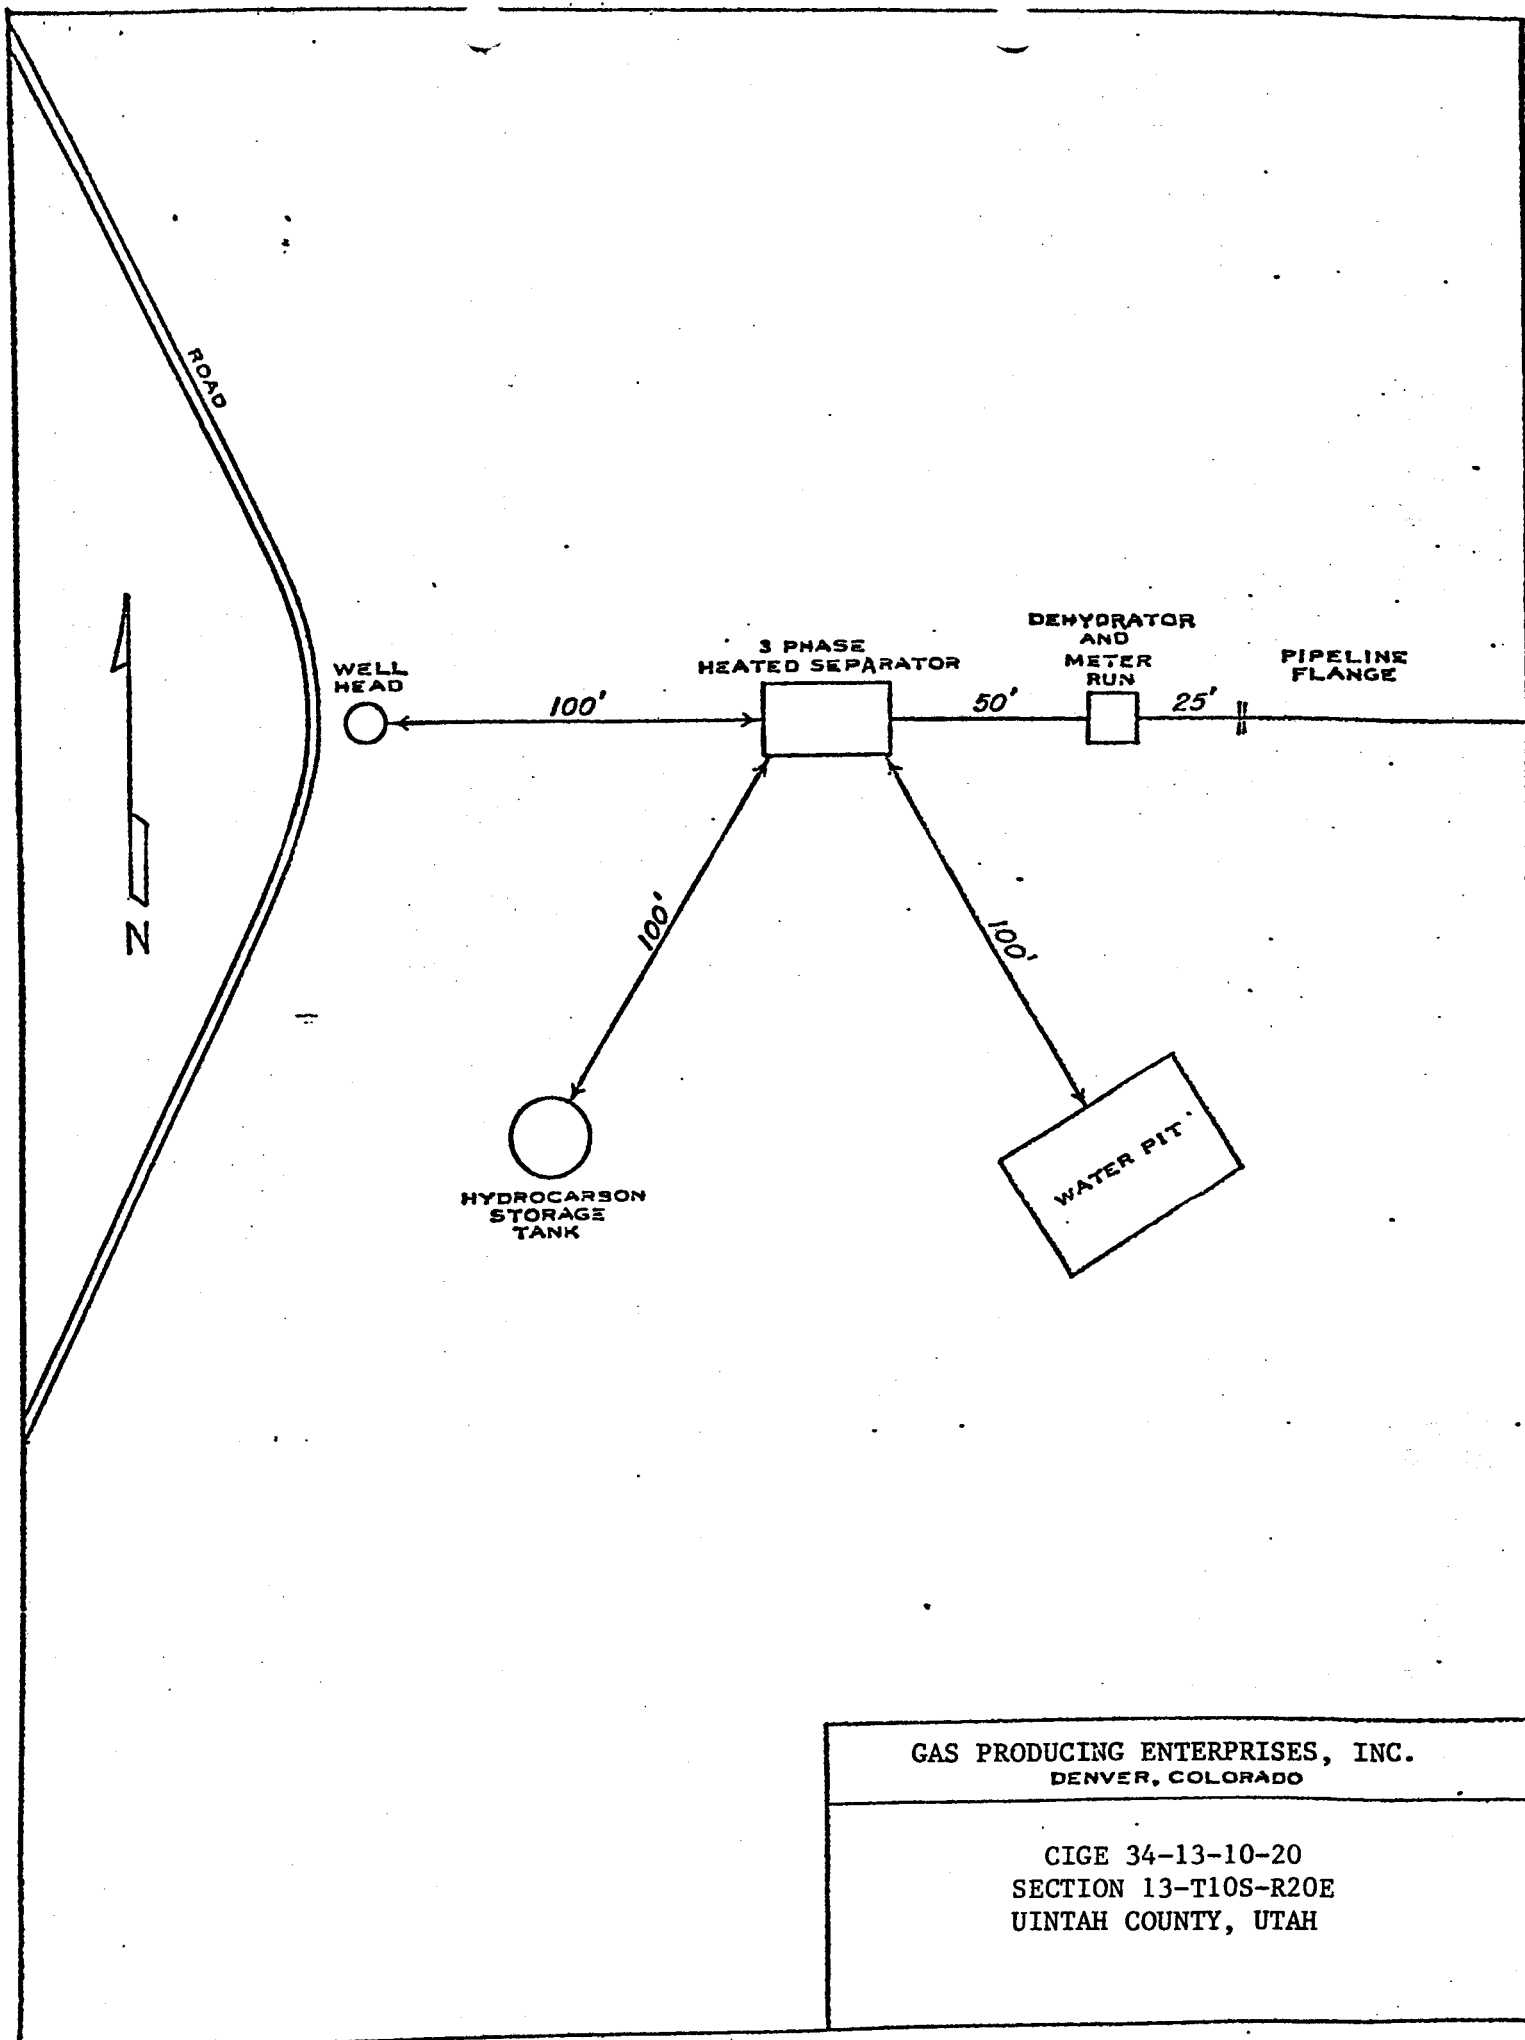 ROAD
WELL
HEAD
100'
3 PHASE
HEATED SEPARATOR
50'
DEHYDRATOR
AND
METER
RUN
25'
PIPELINE
FLANGE
N
100'
100'
HYDROCARBON
STORAGE
TANK
WATER PIT
GAS PRODUCING ENTERPRISES, INC.
DENVER, COLORADO
CIGE 34-13-10-20
SECTION 13-T10S-R20E
UINTAH COUNTY, UTAH